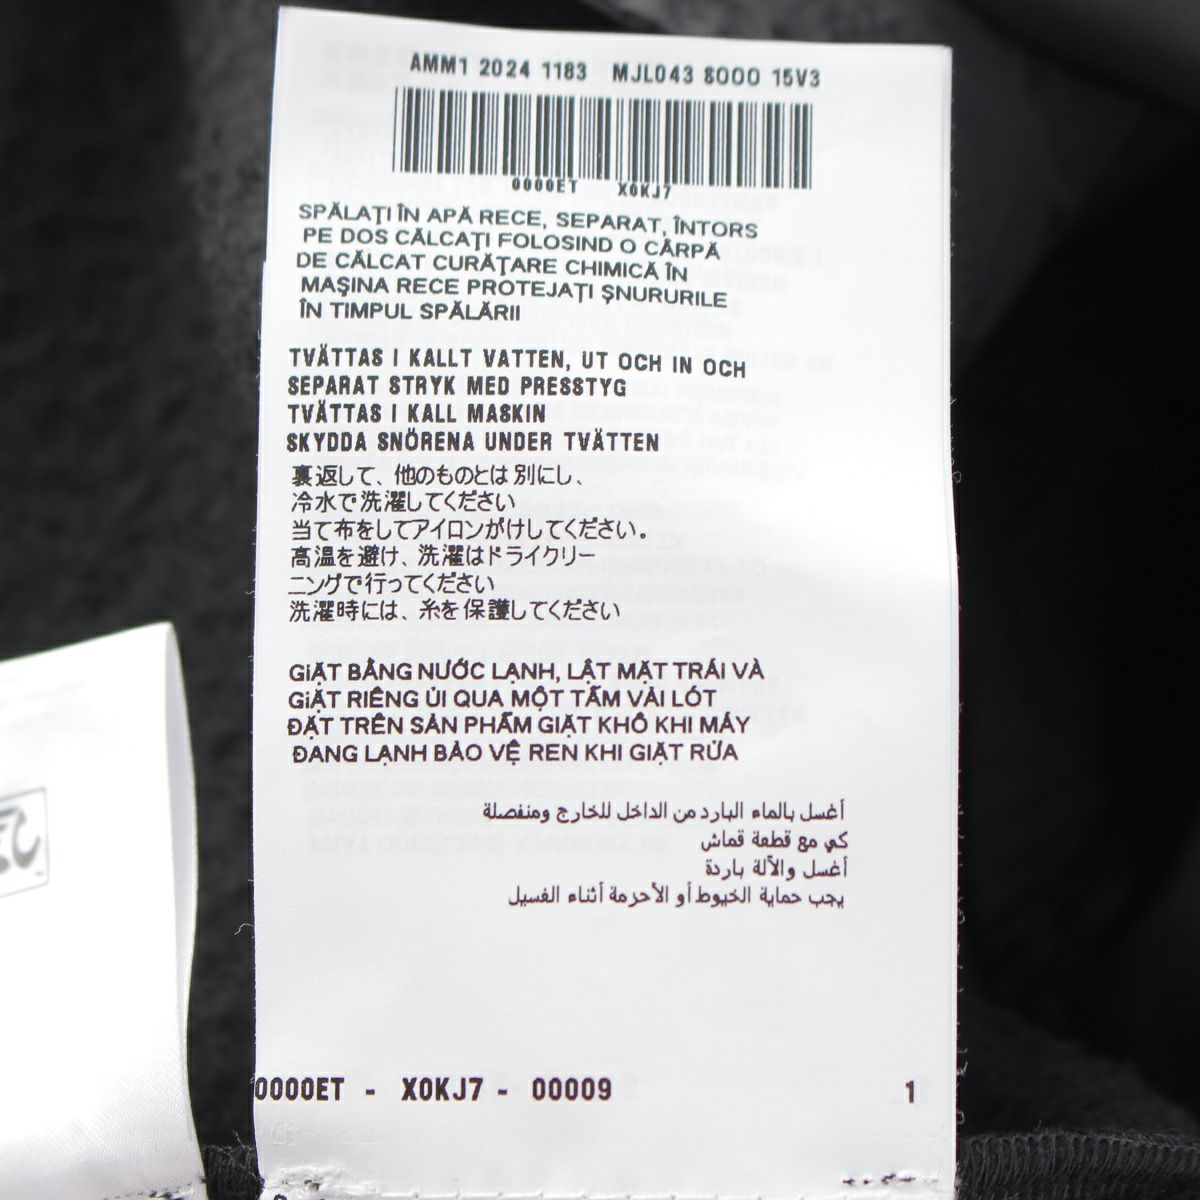 AMM1 2024 1183 MJL043 8000 15V3
0000ET X0KJ7
SPĂLAȚI ÎN APĂ RECE, SEPARAT, ÎNTORS
PE DOS CĂLCAȚI FOLOSIND O CÂRPĂ
DE CĂLCAT CURĂȚARE CHIMICĂ ÎN
MAȘINA RECE PROTEJAȚI ȘNURURILE
ÎN TIMPUL SPĂLĂRII
TVÄTTAS I KALLT VATTEN, UT OCH IN OCH
SEPARAT STRYK MED PRESSTYG
TVÄTTAS I KALL MASKIN
SKYDDA SNÖRENA UNDER TVÄTTEN
裏返して、他のものとは別にし、
冷水で洗濯してください
当て布をしてアイロンがけしてください。
高温を避け、洗濯はドライクリー
ニングで行ってください
洗濯時には、糸を保護してください
GIẶT BẰNG NƯỚC LẠNH, LẬT MẶT TRÁI VÀ
GIẶT RIÊNG ỦI QUA MỘT TẤM VẢI LÓT
ĐẶT TRÊN SẢN PHẨM GIẶT KHÔ KHI MÁY
ĐANG LẠNH BẢO VỆ REN KHI GIẶT RỬA
أغسل بالماء البارد من الداخل للخارج ومنفصلة
كي مع قطعة قماش
أغسل والآلة باردة
يجب حماية الخيوط أو الأحزمة أثناء الغسيل
0000ET - X0KJ7 - 00009 1